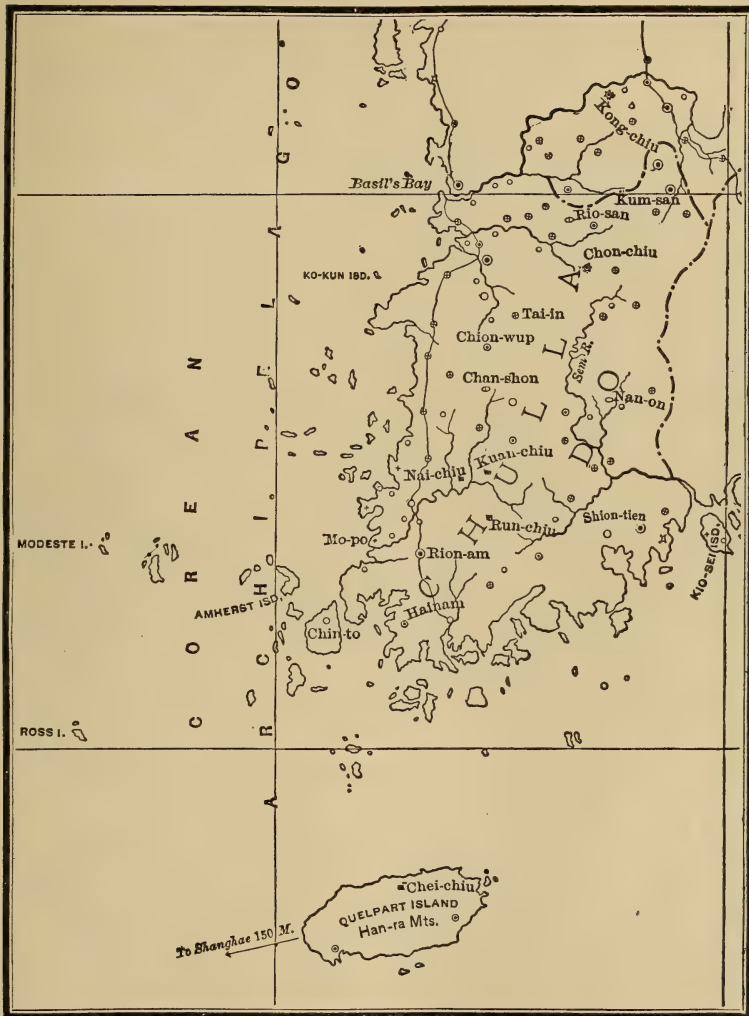 COREAN
ARCHIPELAGO
Kong-chiu
Basil's Bay
Kum-san
Rio-san
Chon-chiu
KO-KUN ISD.
Tai-in
Chion-wup
Sem R.
Chan-shon
Nan-on
Nai-chiu
Kuan-chiu
CHULLA DO
Run-chiu
Shion-tien
MODESTE I.
Mo-po
Rion-am
KIO-SEI ISD.
AMHERST ISD.
Hainam
Chin-to
ROSS I.
Chei-chiu
QUELPART ISLAND
Han-ra Mts.
To Shanghae 150 M.